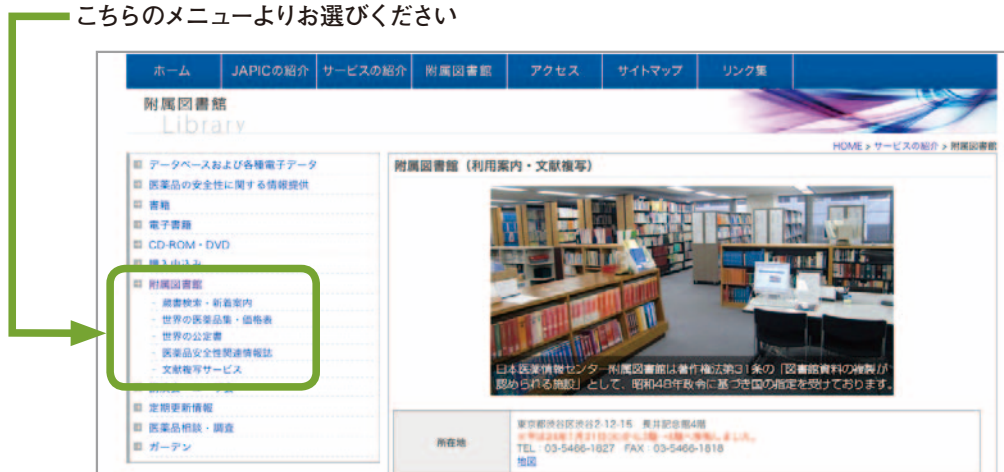 こちらのメニューよりお選びください
ホーム JAPICの紹介 サービスの紹介 附属図書館 アクセス サイトマップ リンク集
附属図書館
Library
HOME > サービスの紹介 > 附属図書館
データベースおよび各種電子データ
医薬品の安全性に関する情報提供
書籍
電子書籍
CD-ROM・DVD
購入申込み
附属図書館
- 蔵書検索・新着案内
- 世界の医薬品集・価格表
- 世界の公定書
- 医薬品安全性関連情報誌
- 文献複写サービス
定期更新情報
医薬品相談・調査
ガーデン
附属図書館（利用案内・文献複写）
日本医薬情報センター附属図書館は著作権法第31条の「図書館資料の複製が
認められる施設」として、昭和48年政令に基づき国の指定を受けております。
所在地
東京都渋谷区渋谷2-12-15 長井記念館4階
TEL：03-5466-1827 FAX：03-5466-1818
地図